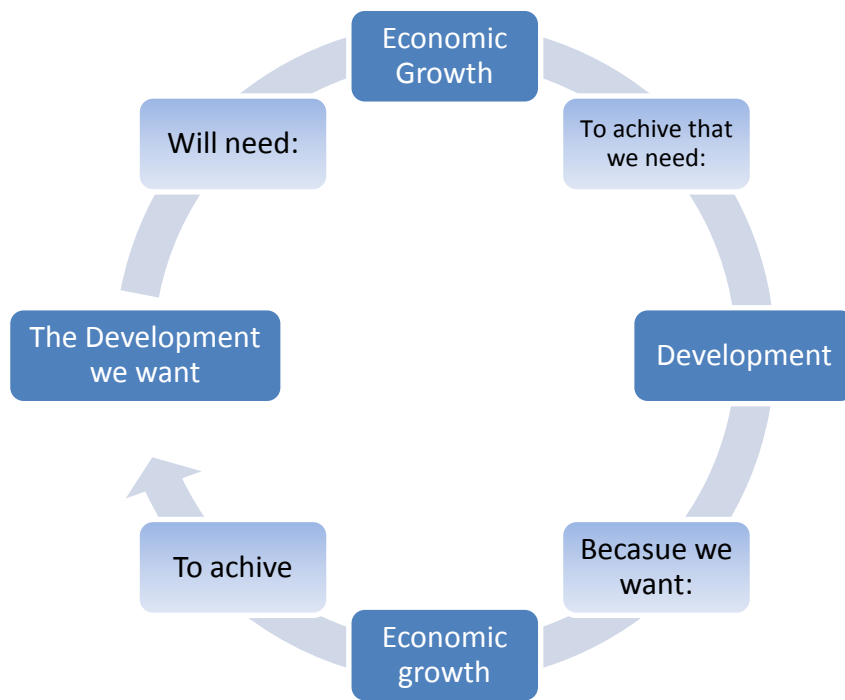 Economic
Growth
To achive that
we need:
Development
Becasue we
want:
Economic
growth
To achive
The Development
we want
Will need: